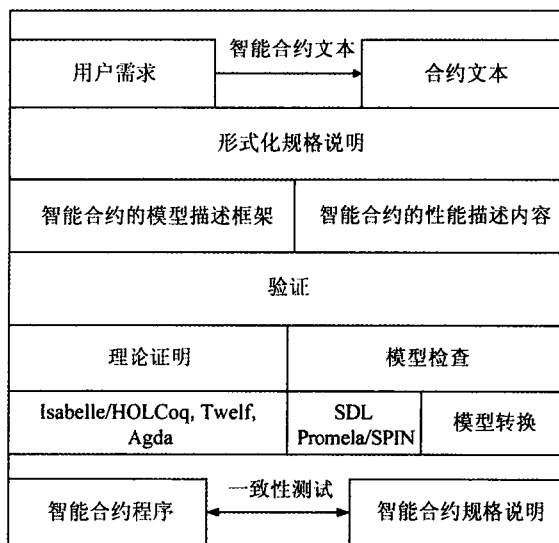 智能合约文本
用户需求
合约文本
形式化规格说明
智能合约的模型描述框架
智能合约的性能描述内容
验证
理论证明
模型检查
Isabelle/HOLCoq, Twelf,
Agda
SDL
Promela/SPIN
模型转换
一致性测试
智能合约程序
智能合约规格说明